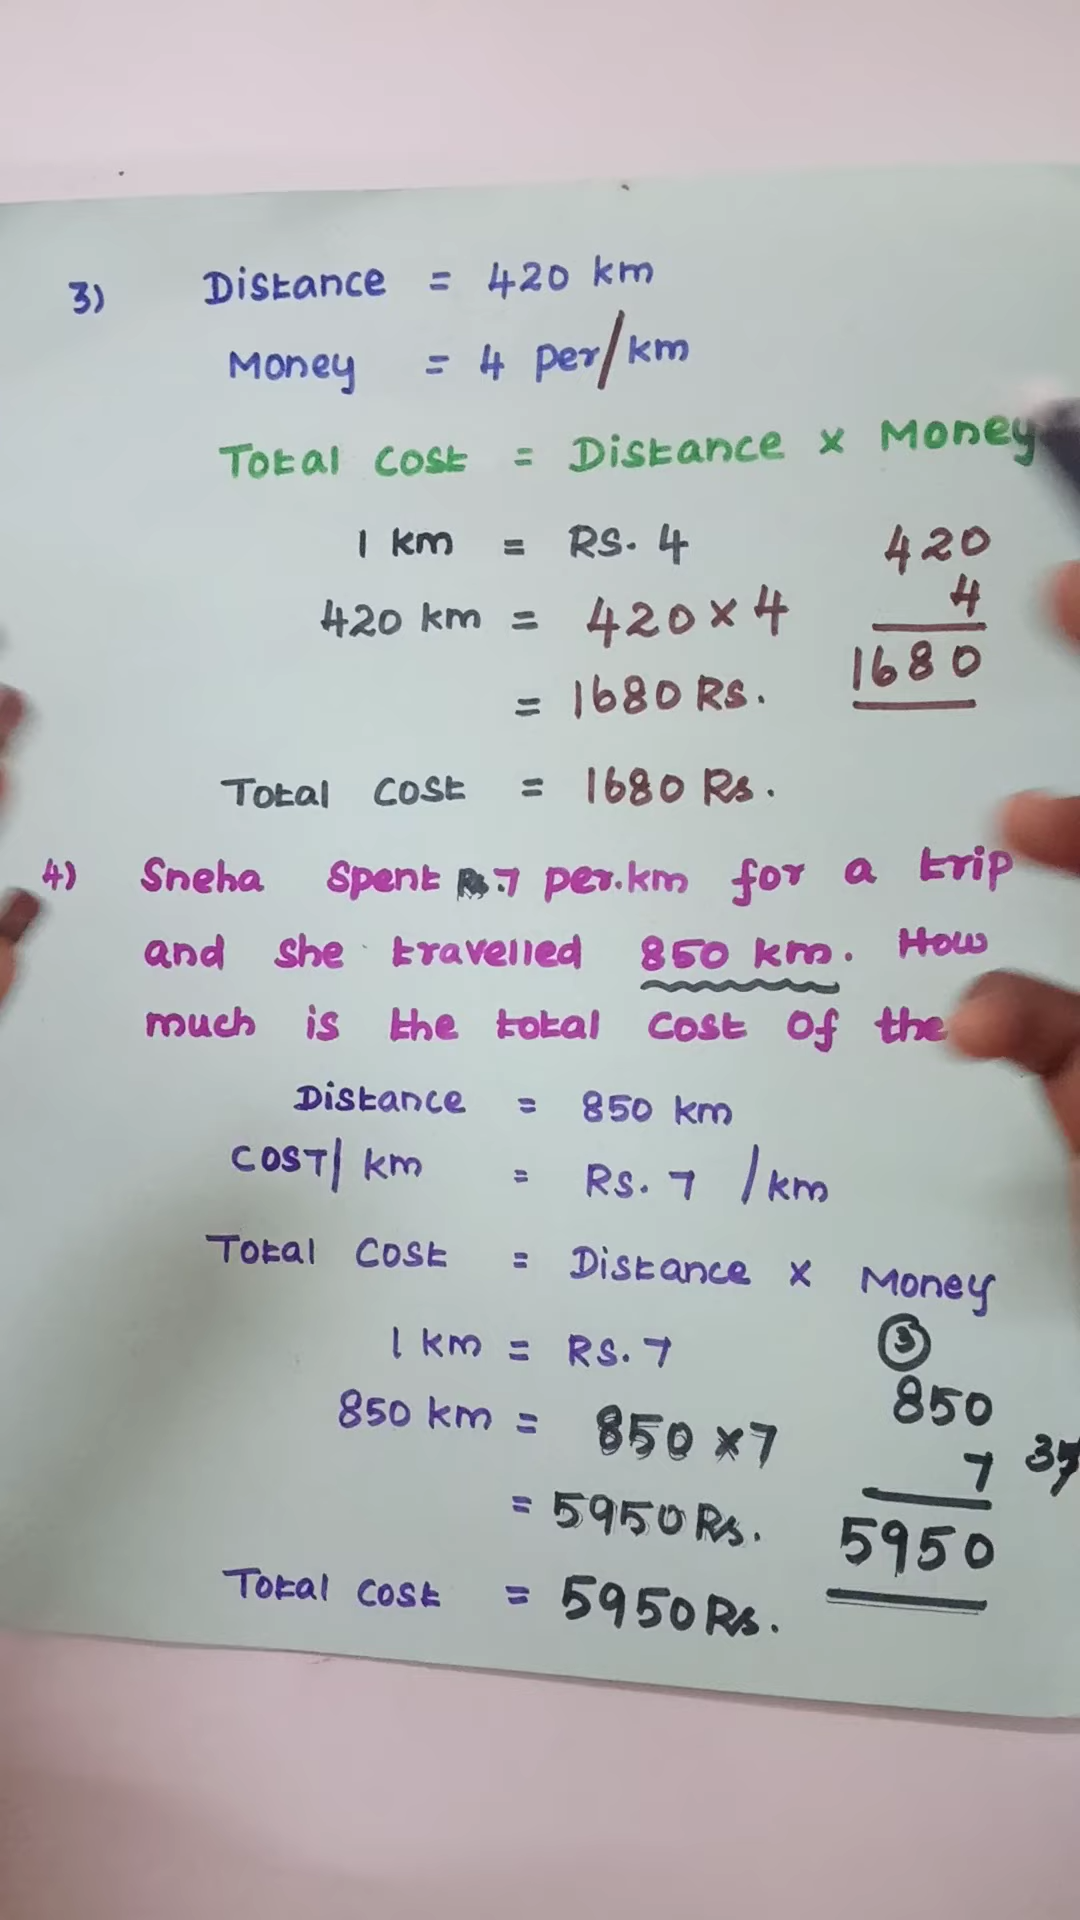 3) Distance = 420 km
Money = 4 per/km
Total cost = Distance x Money
1 km = RS. 4
420
420 km = 420 x 4
4
1680
= 1680 Rs.
Total cost = 1680 Rs.
4) Sneha spent Rs.7 per.km for a trip
and she travelled 850 km. How
much is the total cost of the
Distance = 850 km
COST/ km = Rs. 7 /km
Total cost = Distance x Money
1 km = RS. 7
3
850
850 km = 850 x 7
7
= 5950 Rs.
5950
Total cost = 5950 Rs.